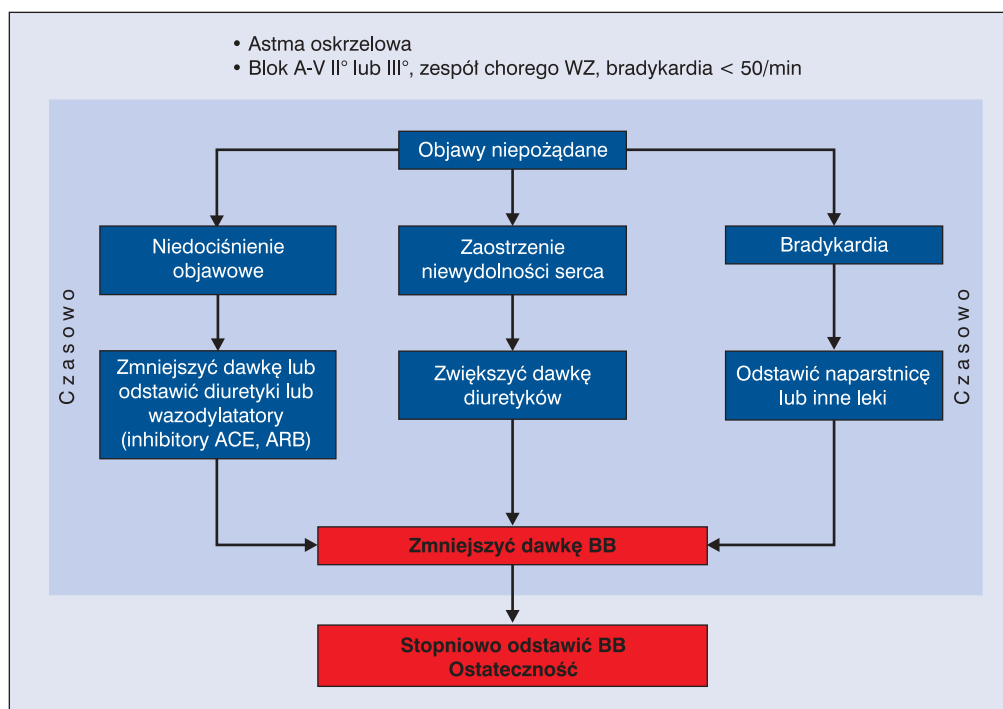 • Astma oskrzelowa
• Blok A-V II° lub III°, zespół chorego WZ, bradykardia < 50/min
Objawy niepożądane
Niedociśnienie
objawowe
Zaostrzenie
niewydolności serca
Bradykardia
Czasowo
Zmniejszyć dawkę lub
odstawić diuretyki lub
wazodylatatory
(inhibitory ACE, ARB)
Zwiększyć dawkę
diuretyków
Odstawić naparstnicę
lub inne leki
Czasowo
Zmniejszyć dawkę BB
Stopniowo odstawić BB
Ostateczność